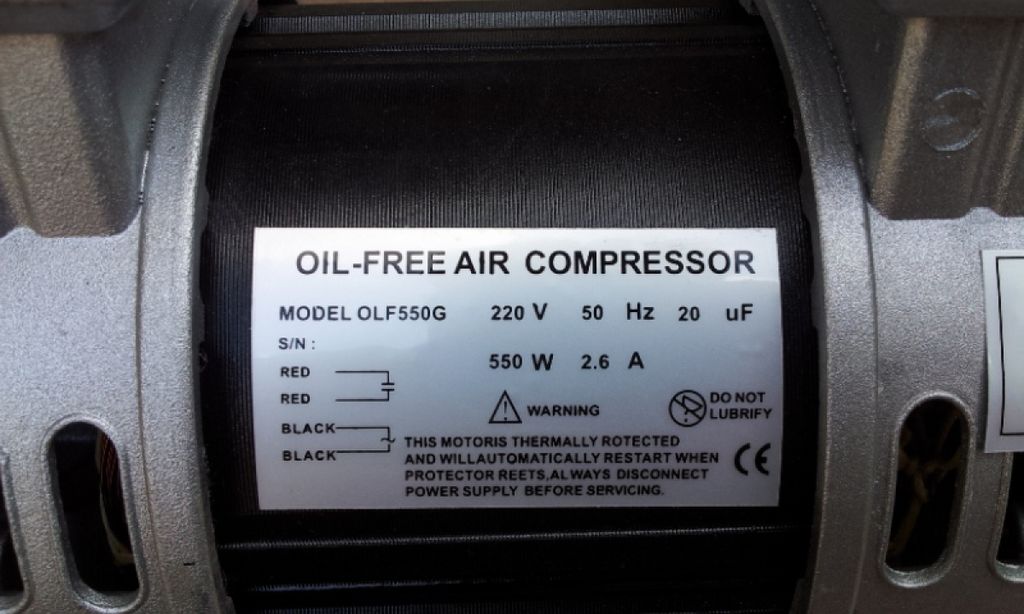 OIL-FREE AIR COMPRESSOR
MODEL OLF550G 220 V 50 Hz 20 uF
S/N :
550 W 2.6 A
RED
RED
WARNING
DO NOT
LUBRIFY
BLACK
BLACK
THIS MOTORIS THERMALLY ROTECTED
AND WILLAUTOMATICALLY RESTART WHEN
PROTECTOR REETS,ALWAYS DISCONNECT
POWER SUPPLY BEFORE SERVICING.
CE